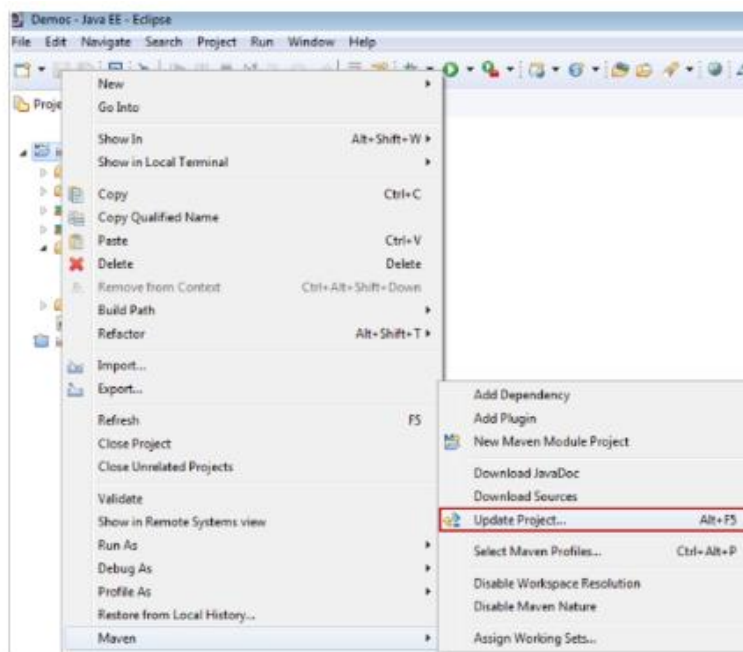 Demos - Java EE - Eclipse
File Edit Navigate Search Project Run Window Help
Proje
New
Go Into
Show In Alt+Shift+W
Show in Local Terminal
Copy Ctrl+C
Copy Qualified Name
Paste Ctrl+V
Delete Delete
Remove from Context Ctrl+Alt+Shift+Down
Build Path
Refactor Alt+Shift+T
Import...
Export...
Refresh F5
Close Project
Close Unrelated Projects
Validate
Show in Remote Systems view
Run As
Debug As
Profile As
Restore from Local History...
Maven
Add Dependency
Add Plugin
New Maven Module Project
Download JavaDoc
Download Sources
Update Project... Alt+F5
Select Maven Profiles... Ctrl+Alt+P
Disable Workspace Resolution
Disable Maven Nature
Assign Working Sets...